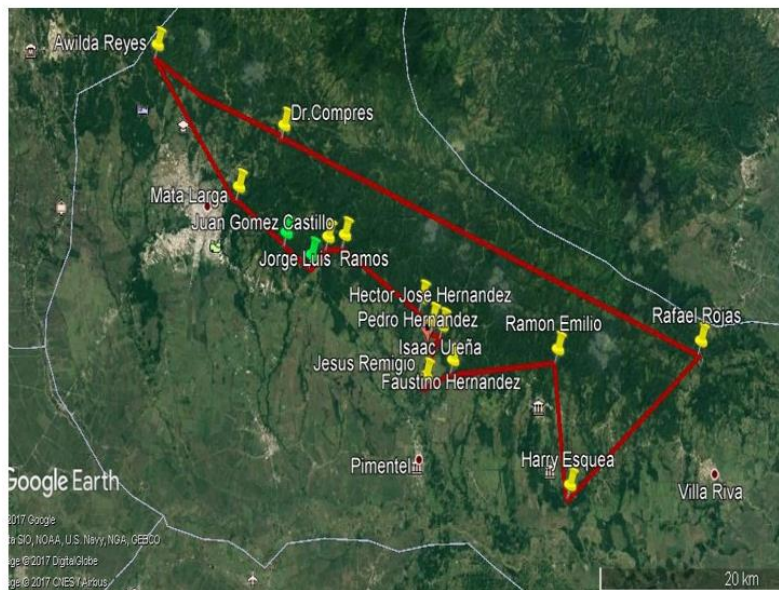 Awilda Reyes
Dr.Compres
Mata Larga
Juan Gomez Castillo
Jorge Luis Ramos
Hector Jose Hernandez
Pedro Hernandez
Ramon Emilio
Rafael Rojas
Isaac Ureña
Jesus Remigio
Faustino Hernandez
Pimentel
Harry Esquea
Villa Riva
Google Earth
2017 Google
SIO, NOAA, U.S. Navy, NGA, GEBCO
© 2017 DigitalGlobe
© 2017 CNES / Airbus
20 km